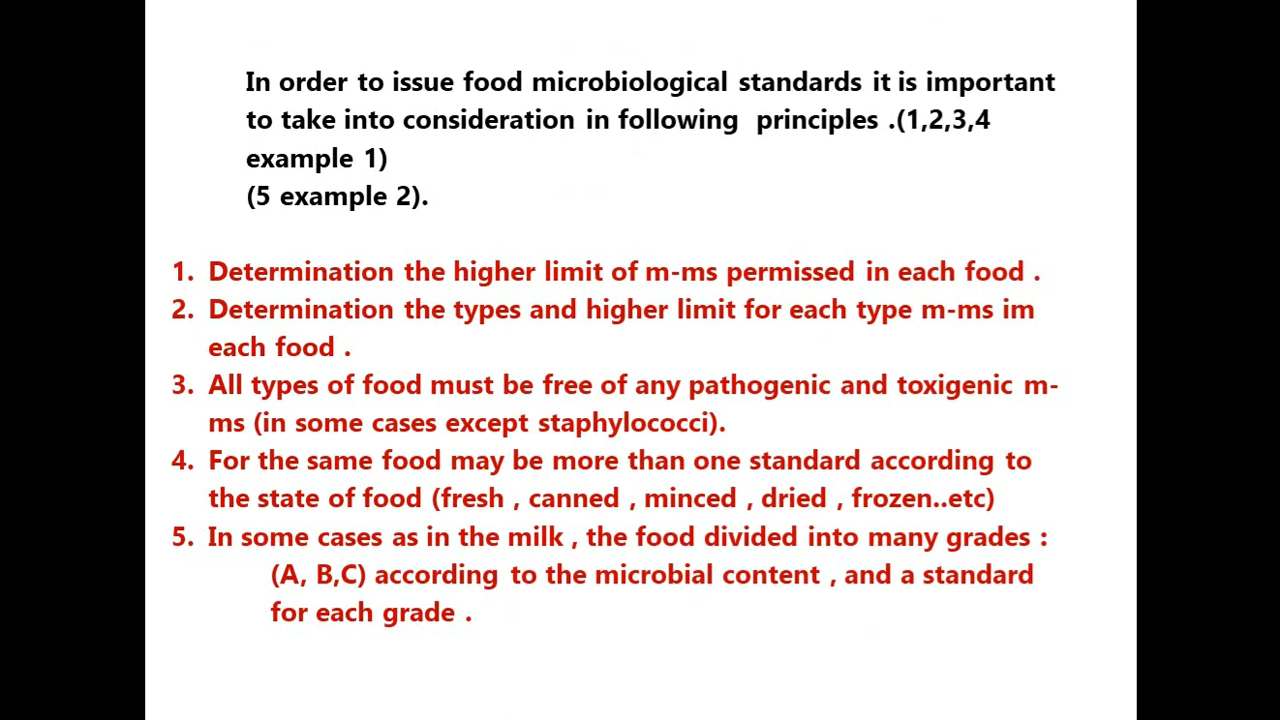 In order to issue food microbiological standards it is important
to take into consideration in following principles .(1,2,3,4
example 1)
(5 example 2).
1. Determination the higher limit of m-ms permissed in each food .
2. Determination the types and higher limit for each type m-ms im
each food .
3. All types of food must be free of any pathogenic and toxigenic m-
ms (in some cases except staphylococci).
4. For the same food may be more than one standard according to
the state of food (fresh , canned , minced , dried , frozen..etc)
5. In some cases as in the milk , the food divided into many grades :
(A, B,C) according to the microbial content , and a standard
for each grade .